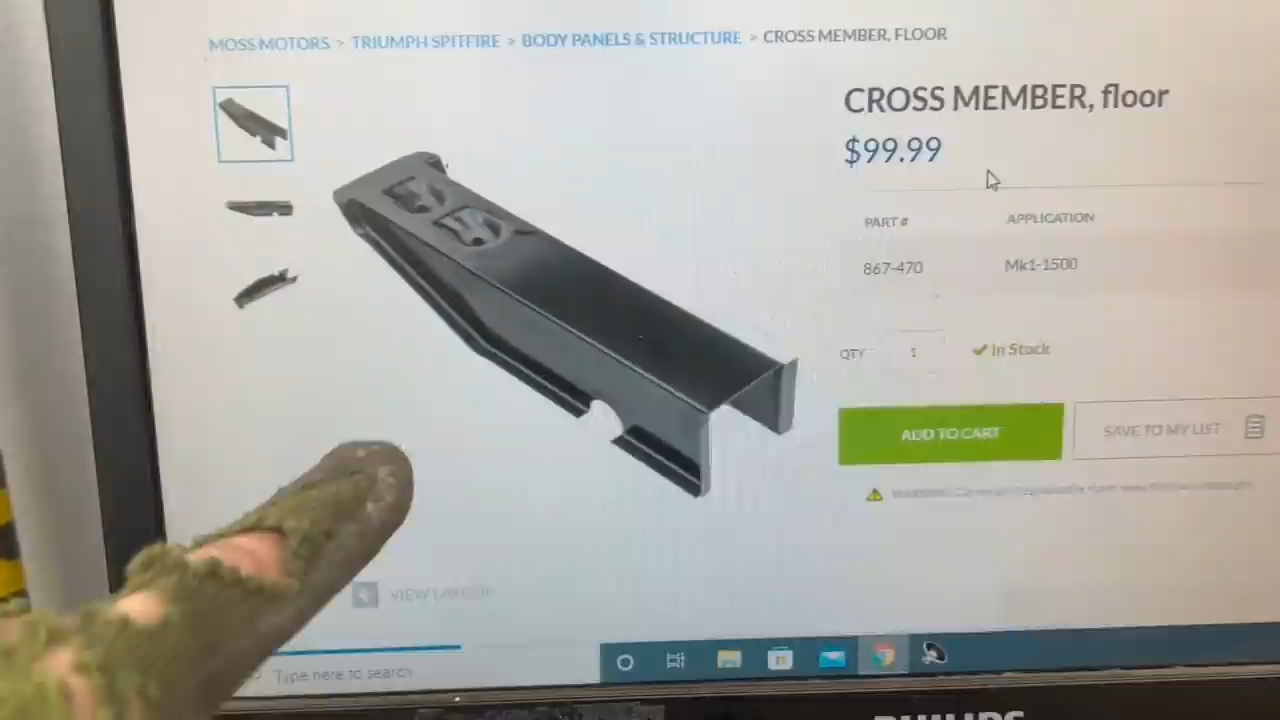 MOSS MOTORS > TRIUMPH SPITFIRE > BODY PANELS & STRUCTURE > CROSS MEMBER, FLOOR
CROSS MEMBER, floor
$99.99
PART #
APPLICATION
867-470
Mk1-1500
QTY
1
In Stock
ADD TO CART
SAVE TO MY LIST
VIEW LARGER
Type here to search
PHILIPS